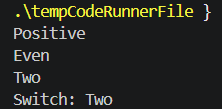 .\tempCodeRunnerFile }
Positive
Even
Two
Switch: Two